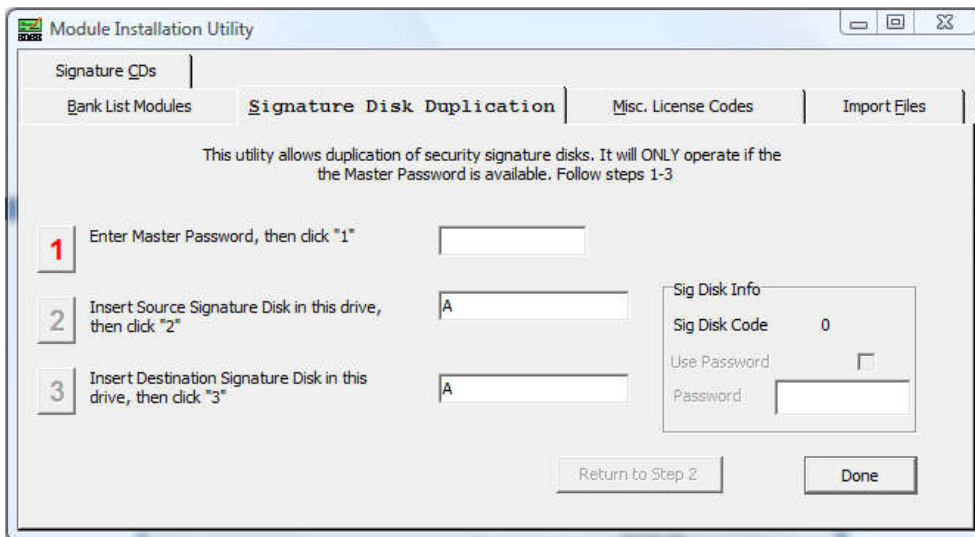 Module Installation Utility
Signature CDs
Bank List Modules
Signature Disk Duplication
Misc. License Codes
Import Files
This utility allows duplication of security signature disks. It will ONLY operate if the
the Master Password is available. Follow steps 1-3
1
Enter Master Password, then click "1"
2
Insert Source Signature Disk in this drive,
then click "2"
A
3
Insert Destination Signature Disk in this
drive, then click "3"
A
Sig Disk Info
Sig Disk Code 0
Use Password
Password
Return to Step 2
Done